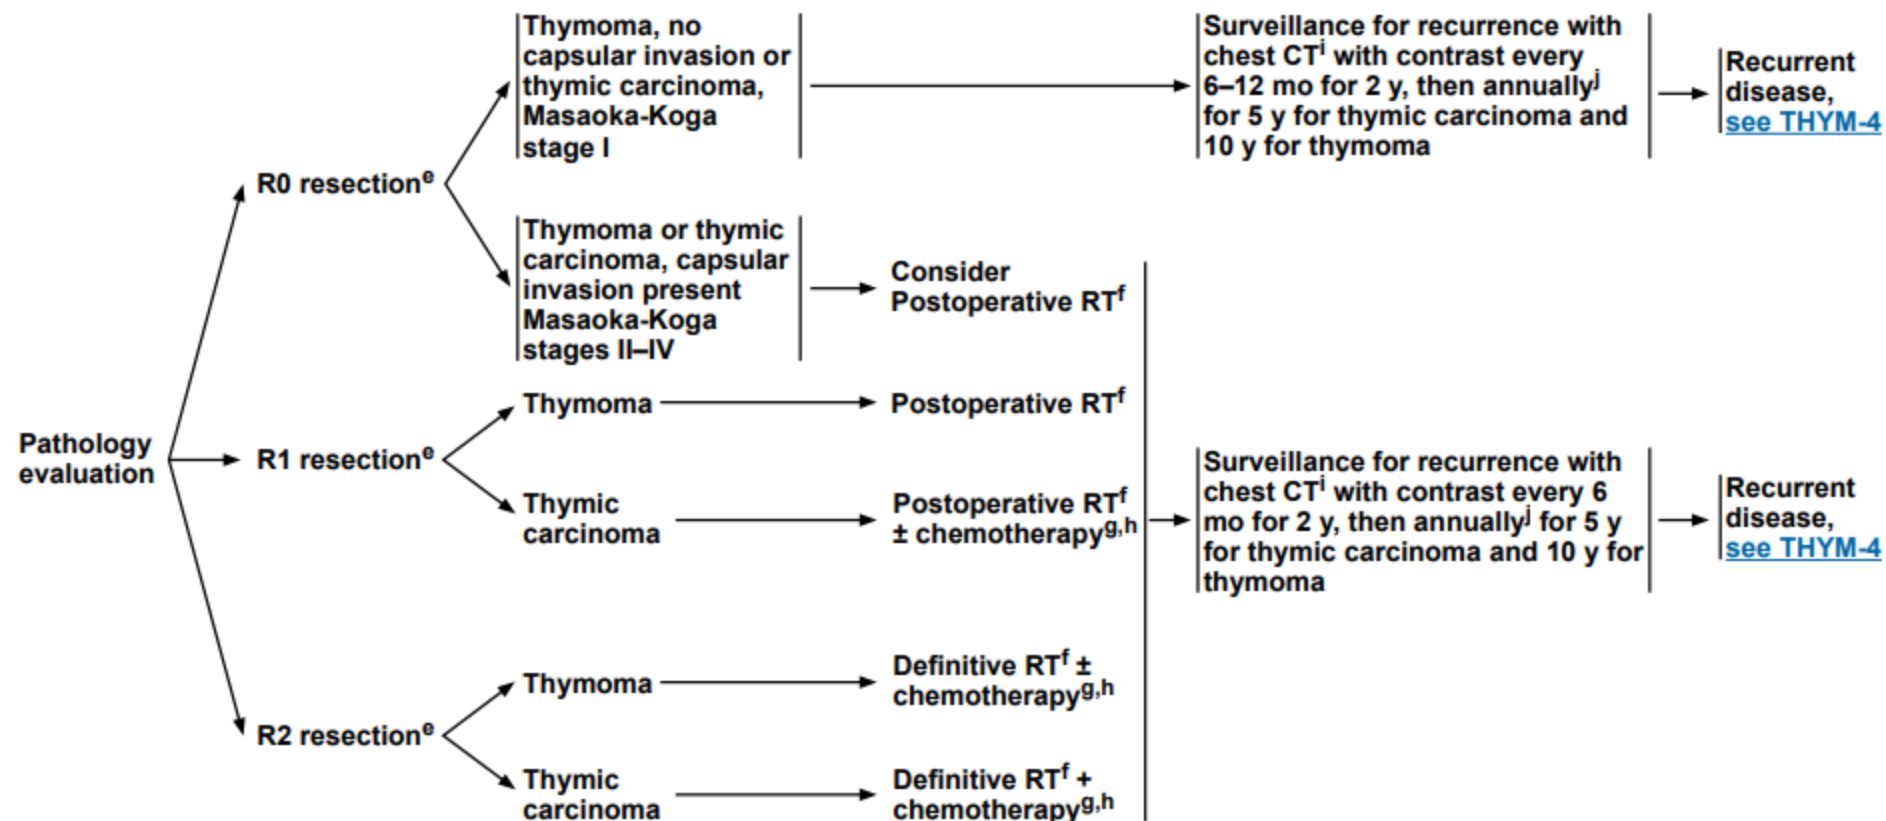 Pathology
evaluation
R0 resectionᵉ
Thymoma, no
capsular invasion or
thymic carcinoma,
Masaoka-Koga
stage I
Surveillance for recurrence with
chest CTⁱ with contrast every
6–12 mo for 2 y, then annuallyʲ
for 5 y for thymic carcinoma and
10 y for thymoma
Recurrent
disease,
see THYM-4
Thymoma or thymic
carcinoma, capsular
invasion present
Masaoka-Koga
stages II–IV
Consider
Postoperative RTᶠ
R1 resectionᵉ
Thymoma
Postoperative RTᶠ
Thymic
carcinoma
Postoperative RTᶠ
± chemotherapyᵍ,ʰ
R2 resectionᵉ
Thymoma
Definitive RTᶠ ±
chemotherapyᵍ,ʰ
Thymic
carcinoma
Definitive RTᶠ +
chemotherapyᵍ,ʰ
Surveillance for recurrence with
chest CTⁱ with contrast every 6
mo for 2 y, then annuallyʲ for 5 y
for thymic carcinoma and 10 y for
thymoma
Recurrent
disease,
see THYM-4